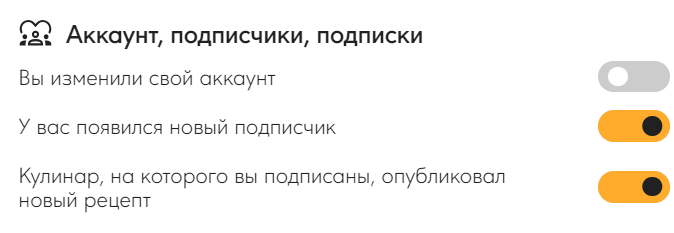 Аккаунт, подписчики, подписки
Вы изменили свой аккаунт
У вас появился новый подписчик
Кулинар, на которого вы подписаны, опубликовал
новый рецепт